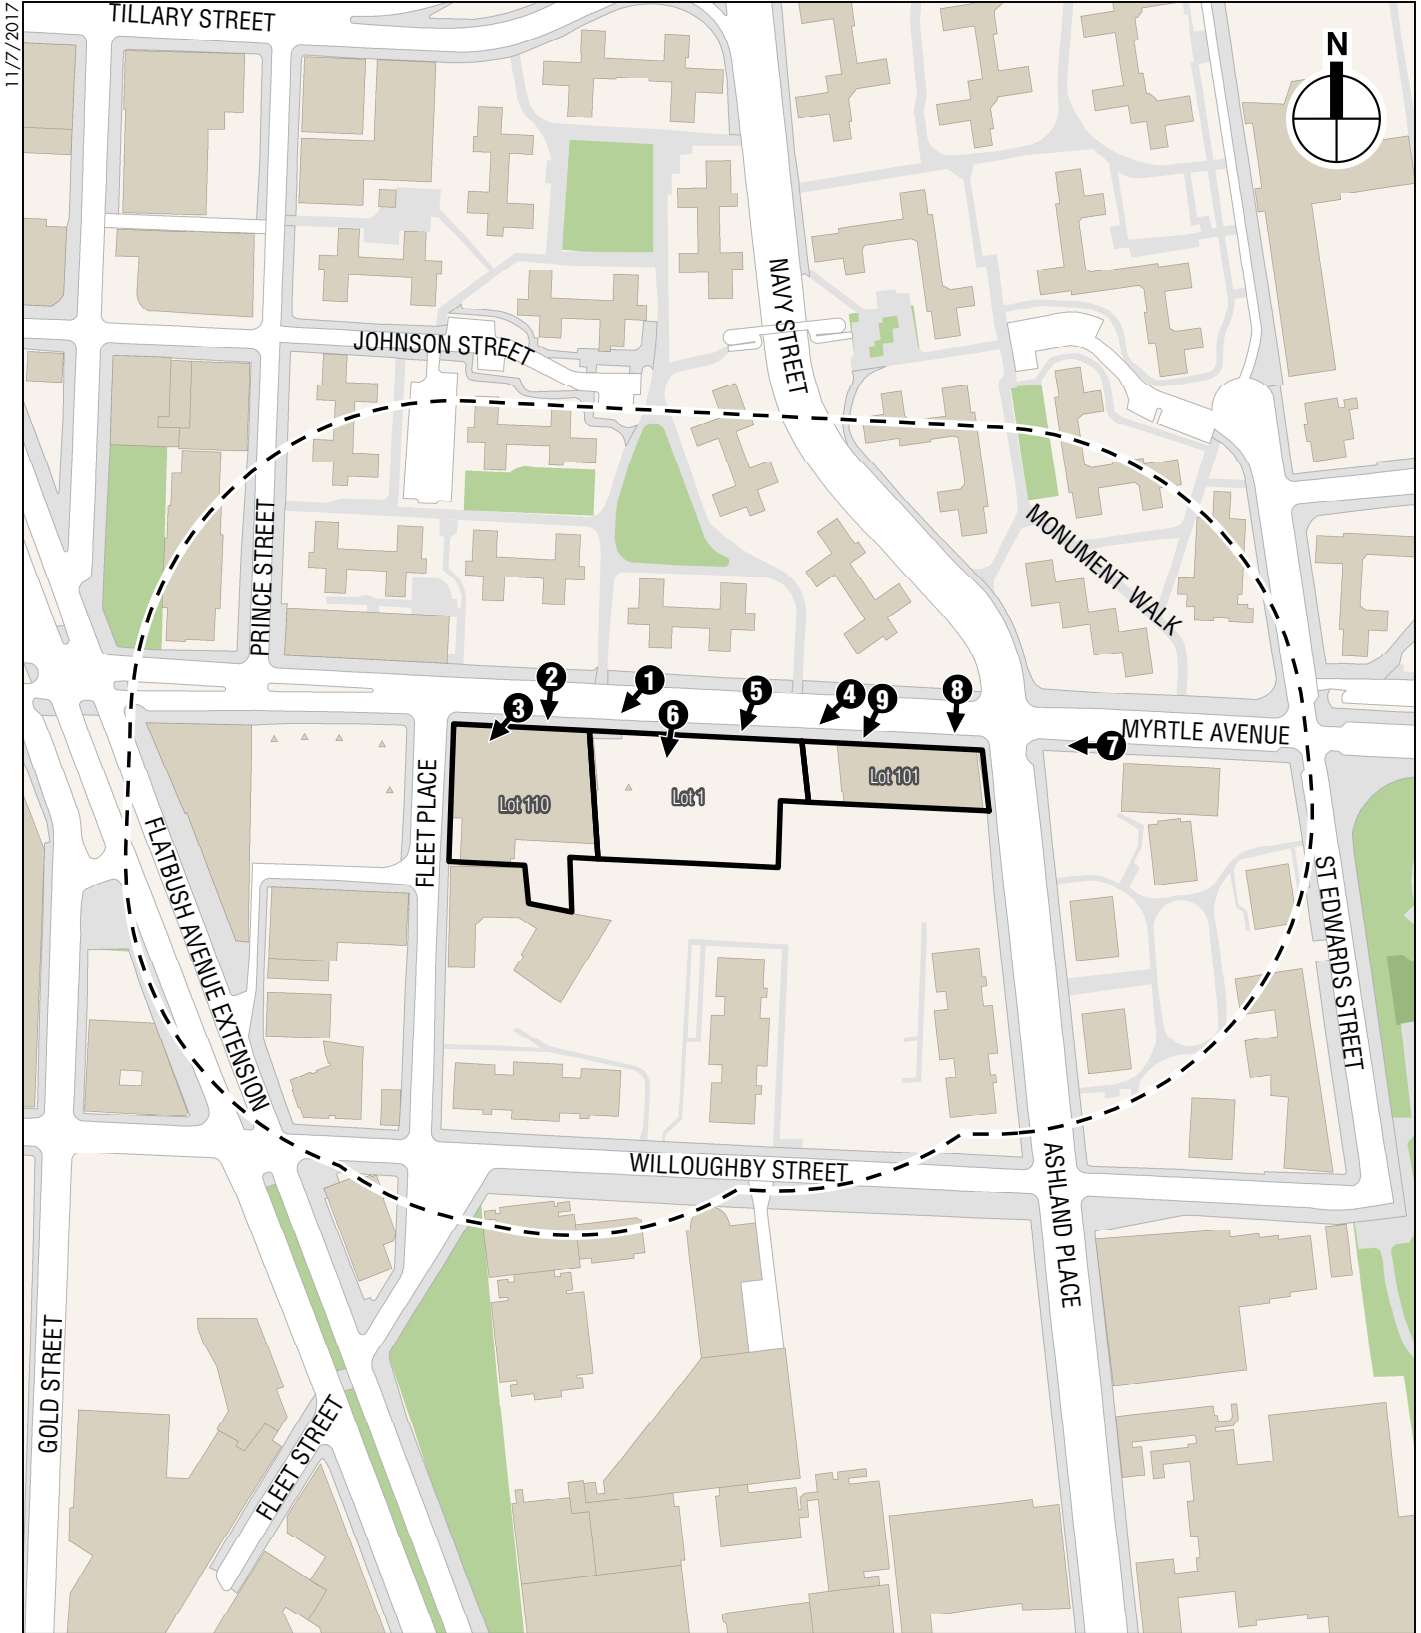 11/7/2017
TILLARY STREET
N
NAVY STREET
JOHNSON STREET
PRINCE STREET
MONUMENT WALK
2
1
5
4
9
8
3
6
7
MYRTLE AVENUE
Lot 110
Lot 1
Lot 101
FLEET PLACE
FLATBUSH AVENUE EXTENSION
ST EDWARDS STREET
WILLOUGHBY STREET
ASHLAND PLACE
GOLD STREET
FLEET STREET